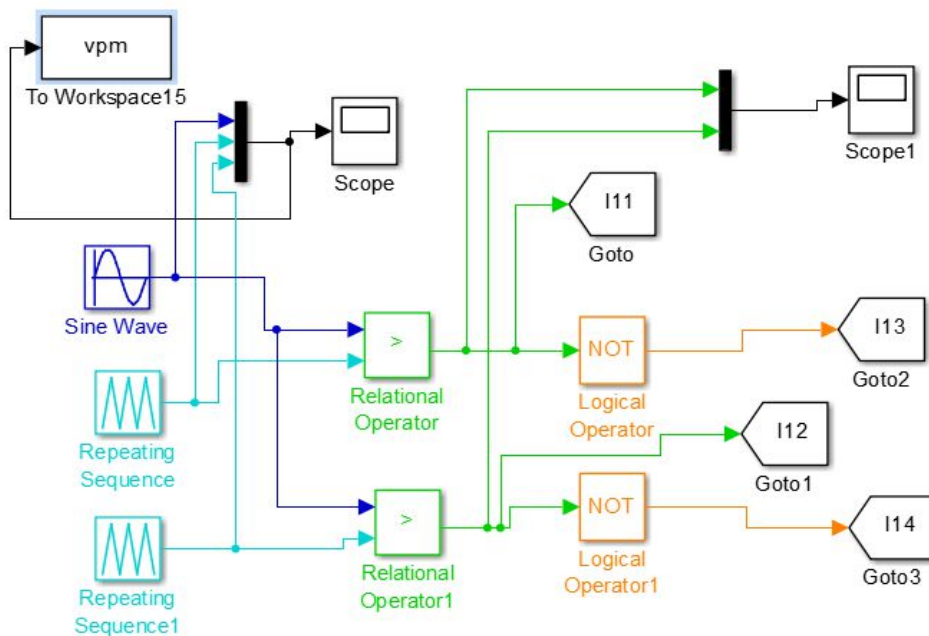 vpm
To Workspace15
Scope
Scope1
I11
Goto
Sine Wave
>
Relational
Operator
NOT
Logical
Operator
I13
Goto2
Repeating
Sequence
I12
Goto1
>
Relational
Operator1
NOT
Logical
Operator1
I14
Goto3
Repeating
Sequence1